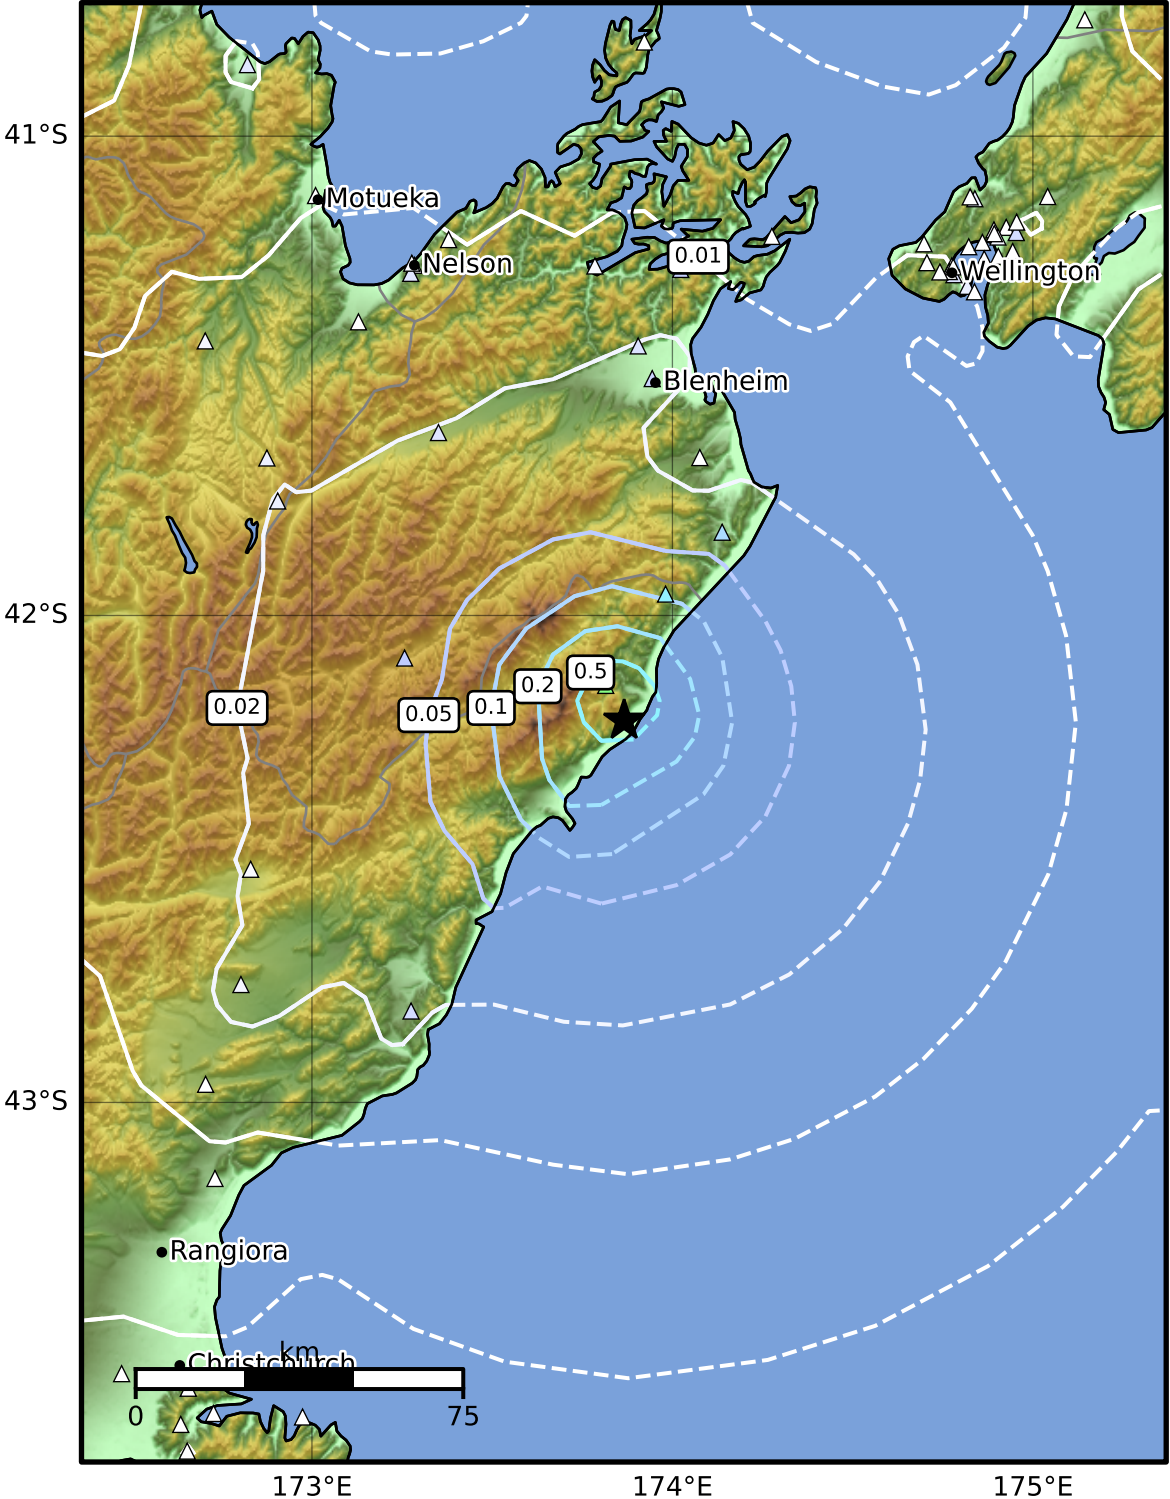 41°S
Motueka
Nelson
0.01
Wellington
Blenheim
42°S
0.5
0.2
0.1
0.05
0.02
43°S
Rangiora
km
Christchurch
0
75
173°E
174°E
175°E